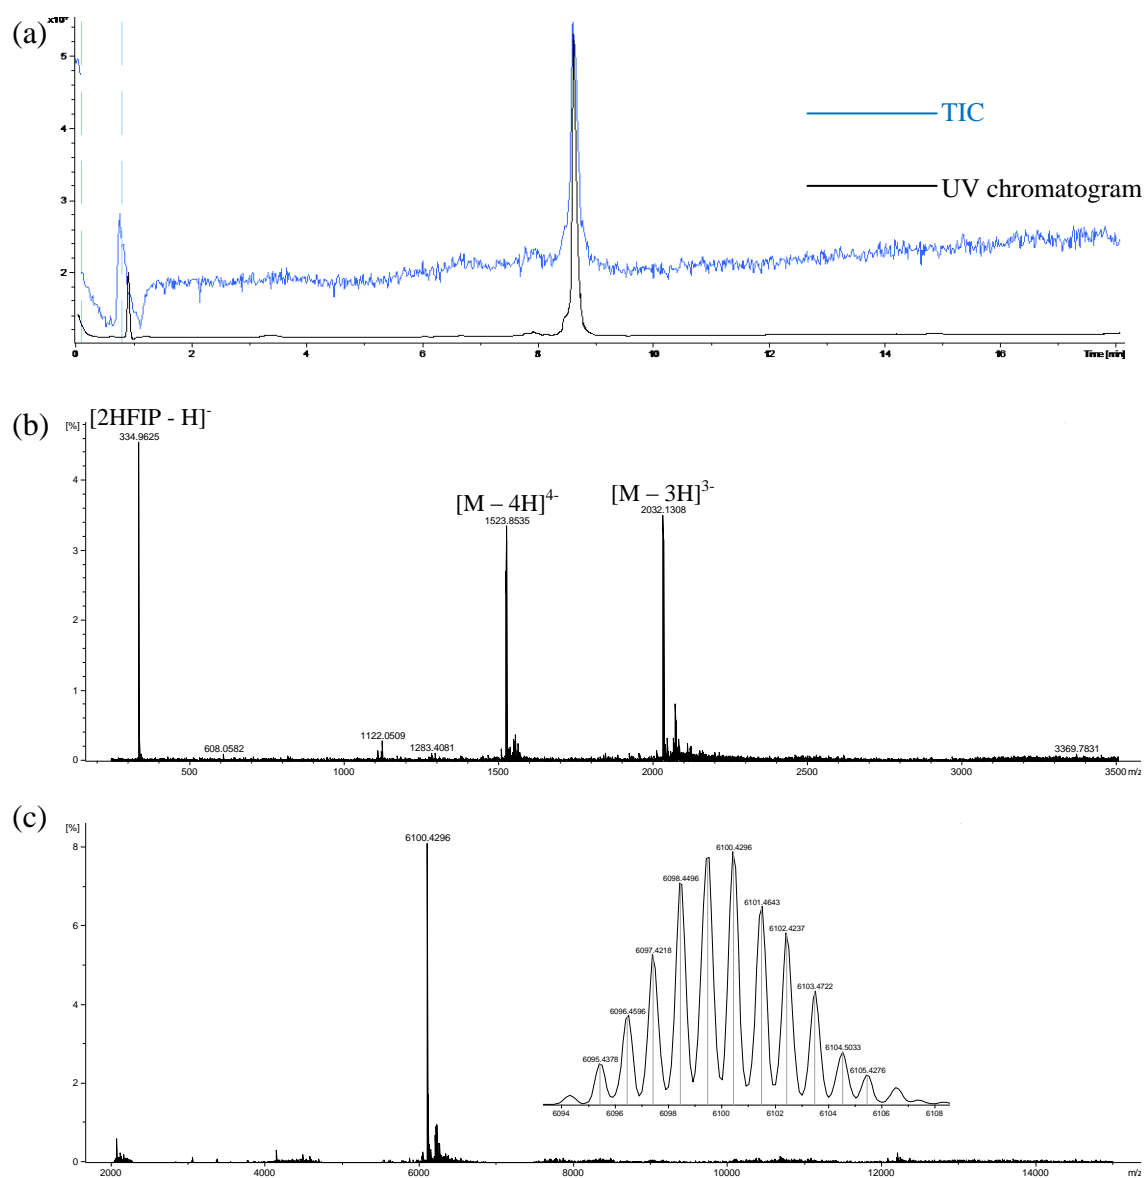 (a)
x10⁴
5
4
3
2
0 2 4 6 8 10 12 14 16 Time [min]
TIC
UV chromatogram
(b)
[%]
[2HFIP - H]-
334.9625
[M – 4H]4-
1523.8535
[M – 3H]3-
2032.1308
4
3
2
1
0
608.0582
1122.0509
1283.4081
3369.7831
500 1000 1500 2000 2500 3000 3500 m/z
(c)
[%]
6100.4296
8
6
4
2
0
6100.4296
6098.4496
6101.4643
6102.4237
6097.4218
6103.4722
6096.4596
6104.5033
6095.4378
6105.4276
6094 6096 6098 6100 6102 6104 6106 6108
2000 4000 6000 8000 10000 12000 14000 m/z